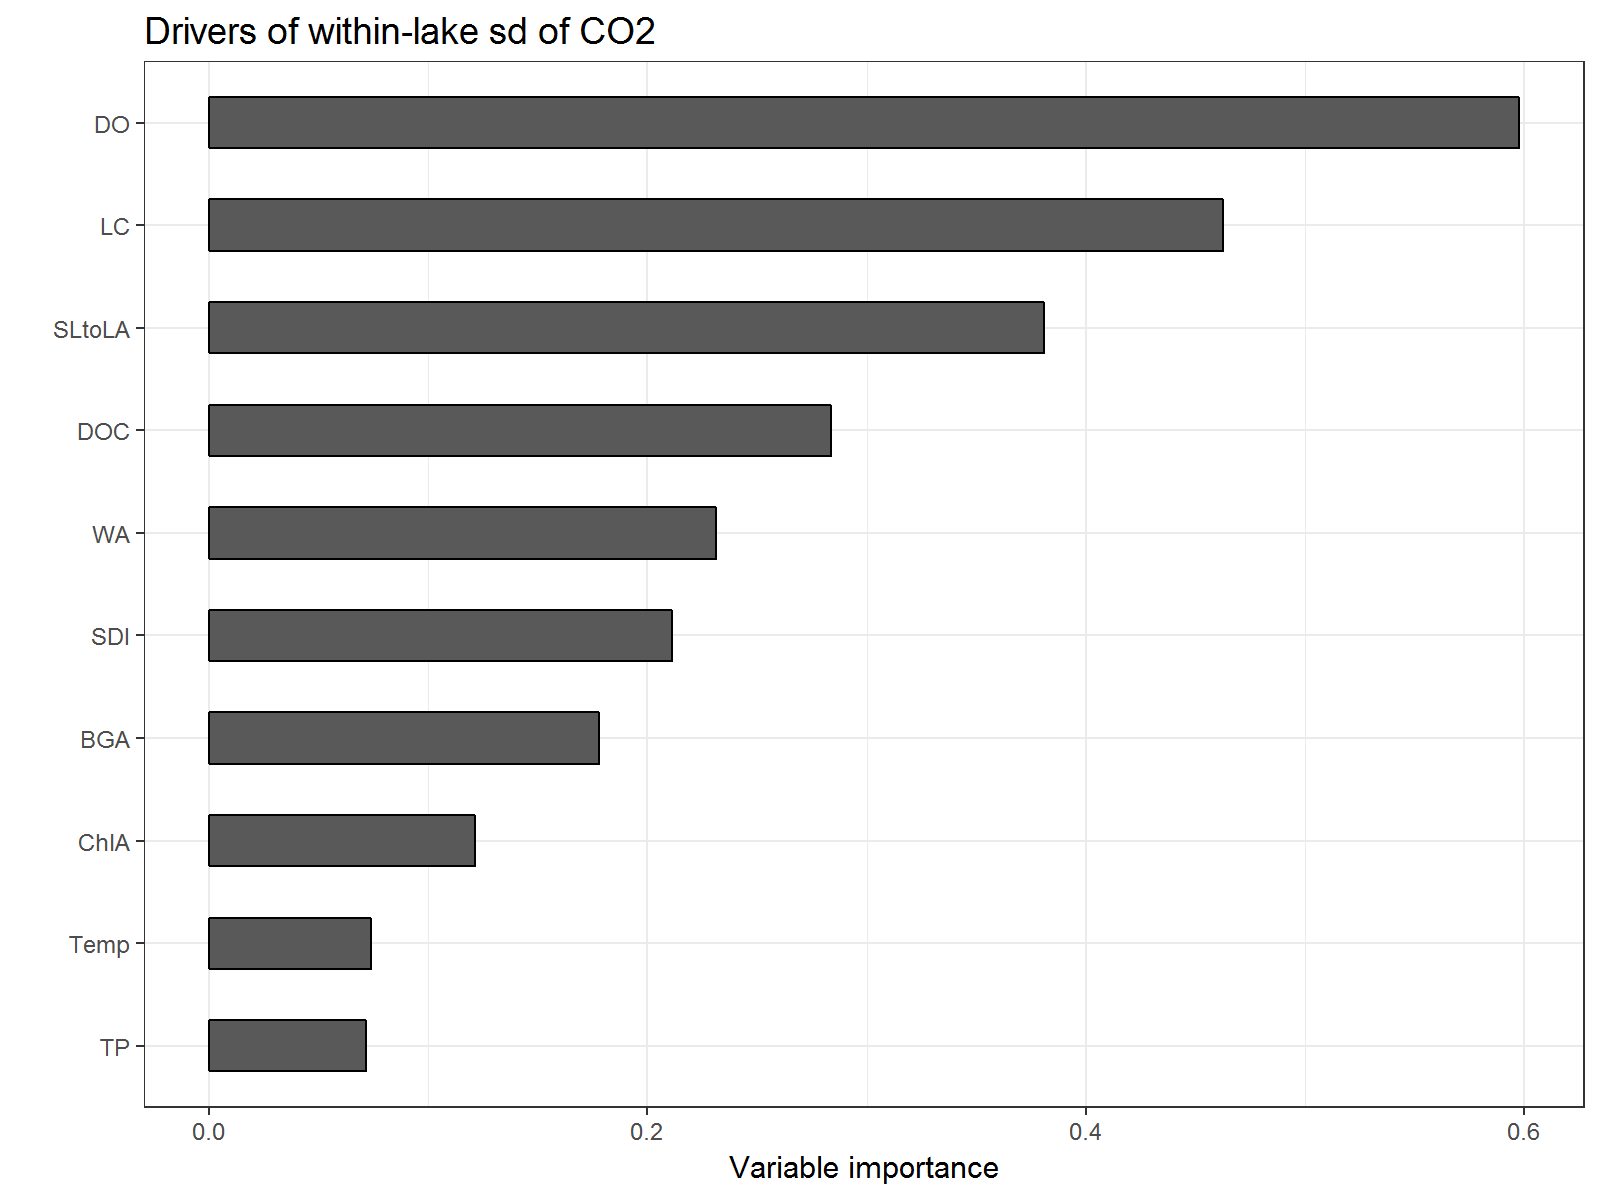 Drivers of within-lake sd of CO2
DO
LC
SLtoLA
DOC
WA
SDI
BGA
ChlA
Temp
TP
0.0 0.2 0.4 0.6
Variable importance